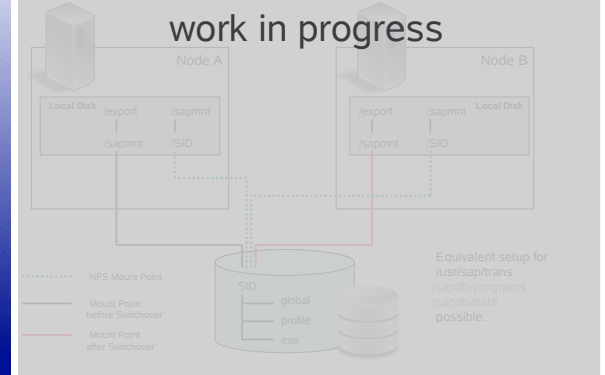 work in progress
Node A
Node B
Local Disk
/export
/sapmnt
/sapmnt
/SID
/export
/sapmnt
Local Disk
/sapmnt
/SID
NFS Mount Point
Mount Point
before Switchover
Mount Point
after Switchover
SID
global
profile
exe
Equivalent setup for
/usr/sap/trans
/sapdb/programs
/sapdb/data
possible.